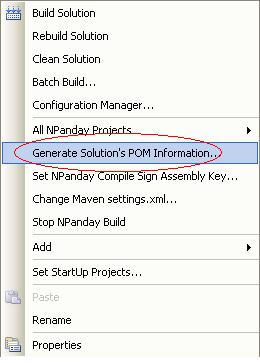 Build Solution
Rebuild Solution
Clean Solution
Batch Build...
Configuration Manager...
All NPanday Projects
Generate Solution's POM Information...
Set NPanday Compile Sign Assembly Key...
Change Maven settings.xml...
Stop NPanday Build
Add
Set StartUp Projects...
Paste
Rename
Properties